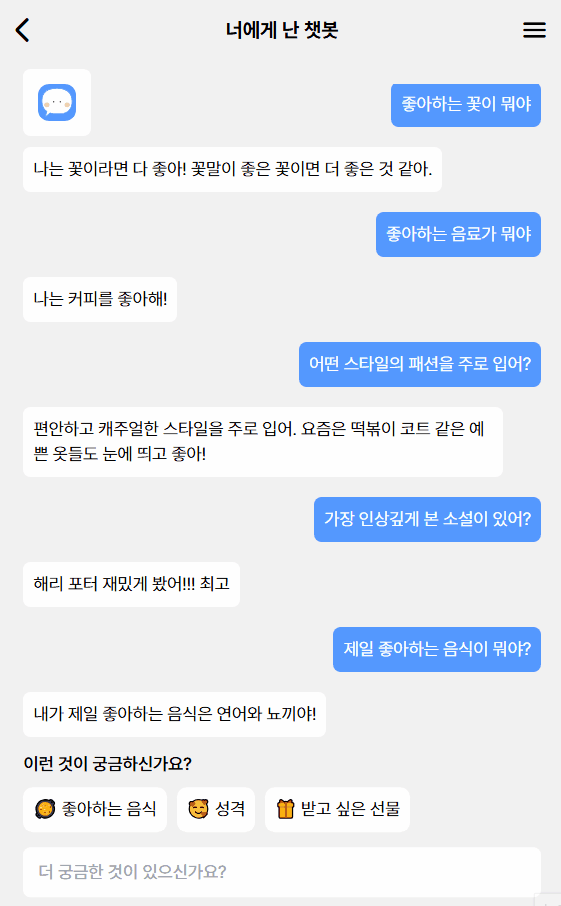 너에게 난 챗봇
좋아하는 꽃이 뭐야
나는 꽃이라면 다 좋아! 꽃말이 좋은 꽃이면 더 좋은 것 같아.
좋아하는 음료가 뭐야
나는 커피를 좋아해!
어떤 스타일의 패션을 주로 입어?
편안하고 캐주얼한 스타일을 주로 입어. 요즘은 떡볶이 코트 같은 예
쁜 옷들도 눈에 띄고 좋아!
가장 인상깊게 본 소설이 있어?
해리 포터 재밌게 봤어!!! 최고
제일 좋아하는 음식이 뭐야?
내가 제일 좋아하는 음식은 연어와 뇨끼야!
이런 것이 궁금하신가요?
🥘 좋아하는 음식 🥰 성격 🎁 받고 싶은 선물
더 궁금한 것이 있으신가요?